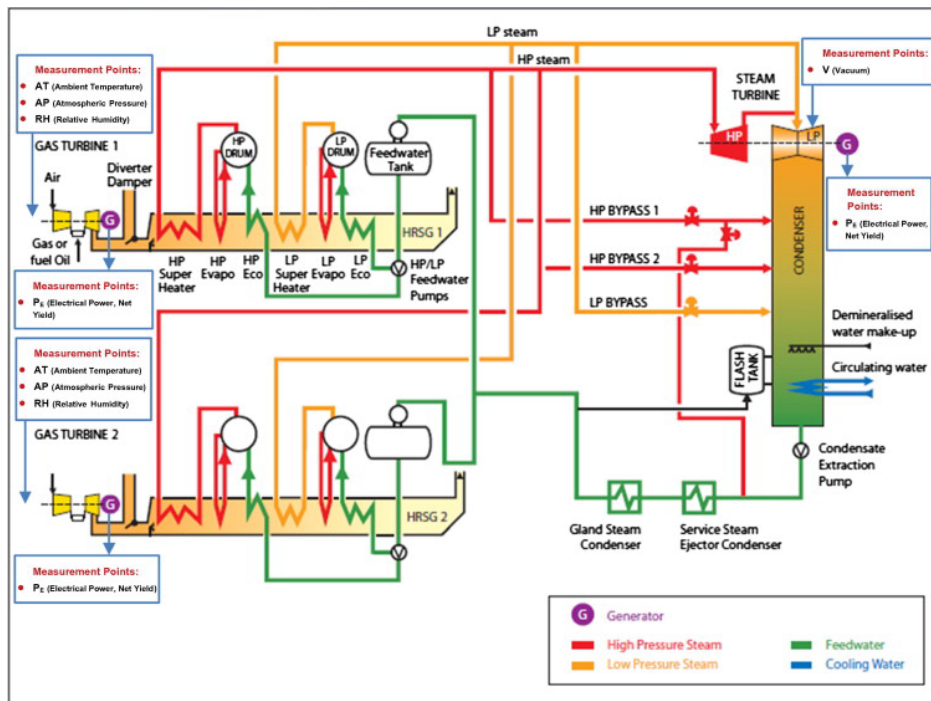 LP steam
HP steam
Measurement Points:
AT (Ambient Temperature)
AP (Atmospheric Pressure)
RH (Relative Humidity)
GAS TURBINE 1
Air
Diverter
Damper
Gas or
fuel Oil
G
HP
DRUM
LP
DRUM
Feedwater
Tank
HRSG 1
HP
Super
Heater
HP
Evapo
HP
Eco
LP
Super
Heater
LP
Evapo
LP
Eco
HP/LP
Feedwater
Pumps
Measurement Points:
PE (Electrical Power, Net
Yield)
Measurement Points:
V (Vacuum)
STEAM
TURBINE
HP
LP
G
Measurement
Points:
PE (Electrical Power,
Net Yield)
HP BYPASS 1
HP BYPASS 2
LP BYPASS
CONDENSER
Demineralised
water make-up
FLASH
TANK
Circulating water
Condensate
Extraction
Pump
Gland Steam
Condenser
Service Steam
Ejector Condenser
Measurement Points:
AT (Ambient Temperature)
AP (Atmospheric Pressure)
RH (Relative Humidity)
GAS TURBINE 2
G
HRSG 2
Measurement Points:
PE (Electrical Power, Net Yield)
G Generator
High Pressure Steam
Low Pressure Steam
Feedwater
Cooling Water